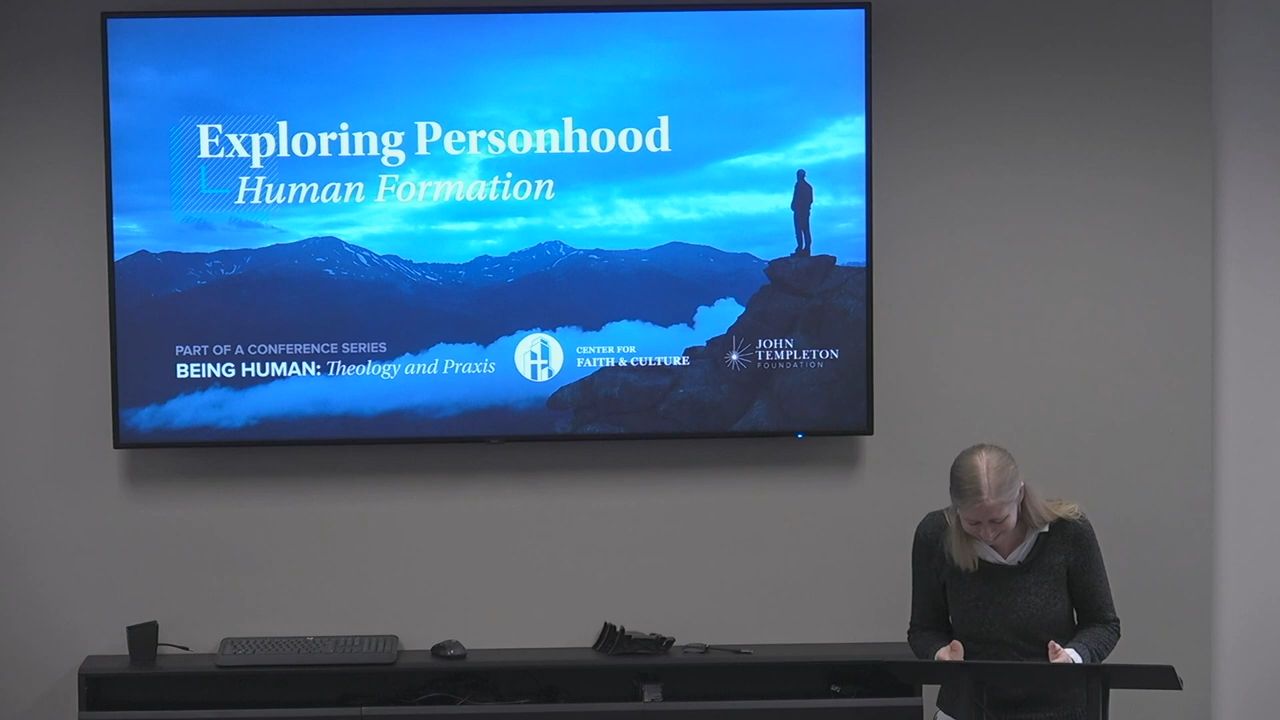 Exploring Personhood
Human Formation
PART OF A CONFERENCE SERIES
BEING HUMAN: Theology and Praxis
CENTER FOR
FAITH & CULTURE
JOHN
TEMPLETON
FOUNDATION